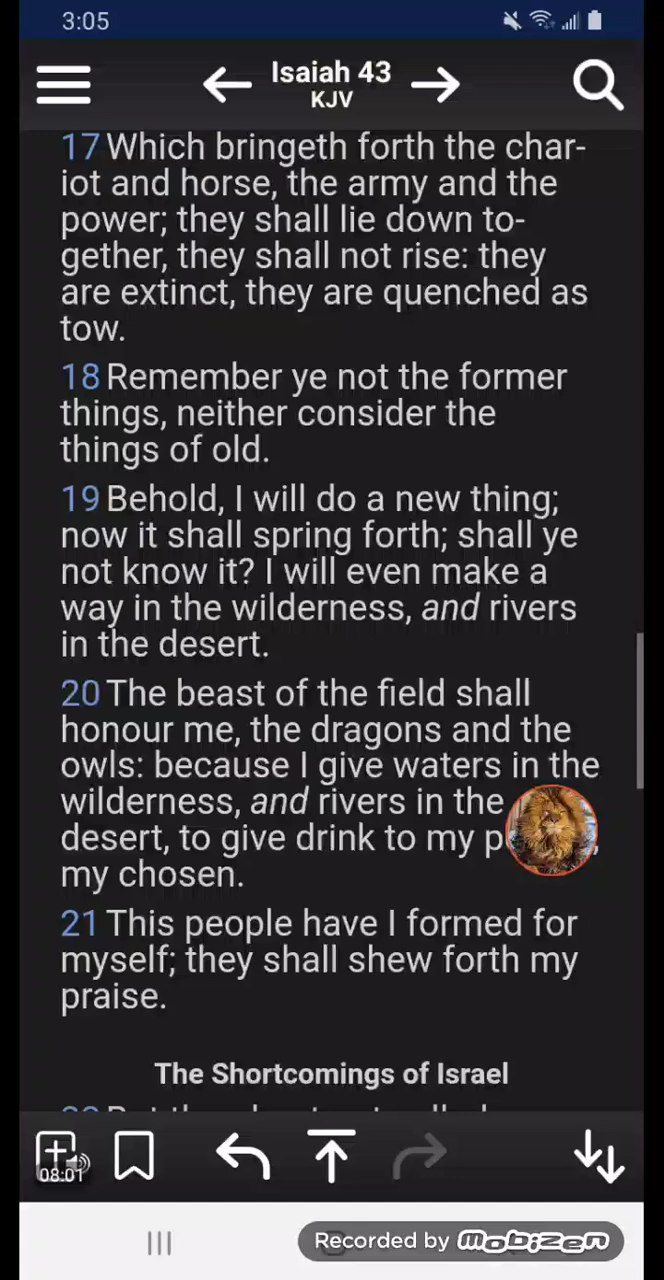 3:05
Isaiah 43
KJV
17 Which bringeth forth the char-
iot and horse, the army and the
power; they shall lie down to-
gether, they shall not rise: they
are extinct, they are quenched as
tow.
18 Remember ye not the former
things, neither consider the
things of old.
19 Behold, I will do a new thing;
now it shall spring forth; shall ye
not know it? I will even make a
way in the wilderness, and rivers
in the desert.
20 The beast of the field shall
honour me, the dragons and the
owls: because I give waters in the
wilderness, and rivers in the
desert, to give drink to my
my chosen.
21 This people have I formed for
myself; they shall shew forth my
praise.
The Shortcomings of Israel
08:01
Recorded by mobizen